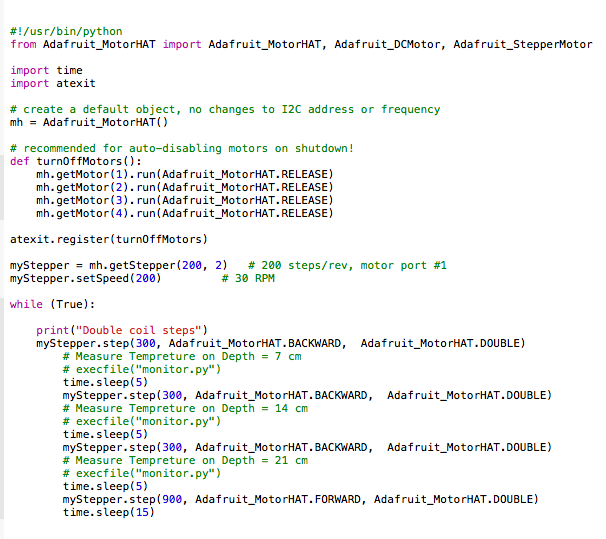 #!/usr/bin/python
from Adafruit_MotorHAT import Adafruit_MotorHAT, Adafruit_DCMotor, Adafruit_StepperMotor
import time
import atexit
# create a default object, no changes to I2C address or frequency
mh = Adafruit_MotorHAT()
# recommended for auto-disabling motors on shutdown!
def turnOffMotors():
mh.getMotor(1).run(Adafruit_MotorHAT.RELEASE)
mh.getMotor(2).run(Adafruit_MotorHAT.RELEASE)
mh.getMotor(3).run(Adafruit_MotorHAT.RELEASE)
mh.getMotor(4).run(Adafruit_MotorHAT.RELEASE)
atexit.register(turnOffMotors)
myStepper = mh.getStepper(200, 2)   # 200 steps/rev, motor port #1
myStepper.setSpeed(200)         # 30 RPM
while (True):
print("Double coil steps")
myStepper.step(300, Adafruit_MotorHAT.BACKWARD,  Adafruit_MotorHAT.DOUBLE)
# Measure Tempreture on Depth = 7 cm
# execfile("monitor.py")
time.sleep(5)
myStepper.step(300, Adafruit_MotorHAT.BACKWARD,  Adafruit_MotorHAT.DOUBLE)
# Measure Tempreture on Depth = 14 cm
# execfile("monitor.py")
time.sleep(5)
myStepper.step(300, Adafruit_MotorHAT.BACKWARD,  Adafruit_MotorHAT.DOUBLE)
# Measure Tempreture on Depth = 21 cm
# execfile("monitor.py")
time.sleep(5)
myStepper.step(900, Adafruit_MotorHAT.FORWARD, Adafruit_MotorHAT.DOUBLE)
time.sleep(15)